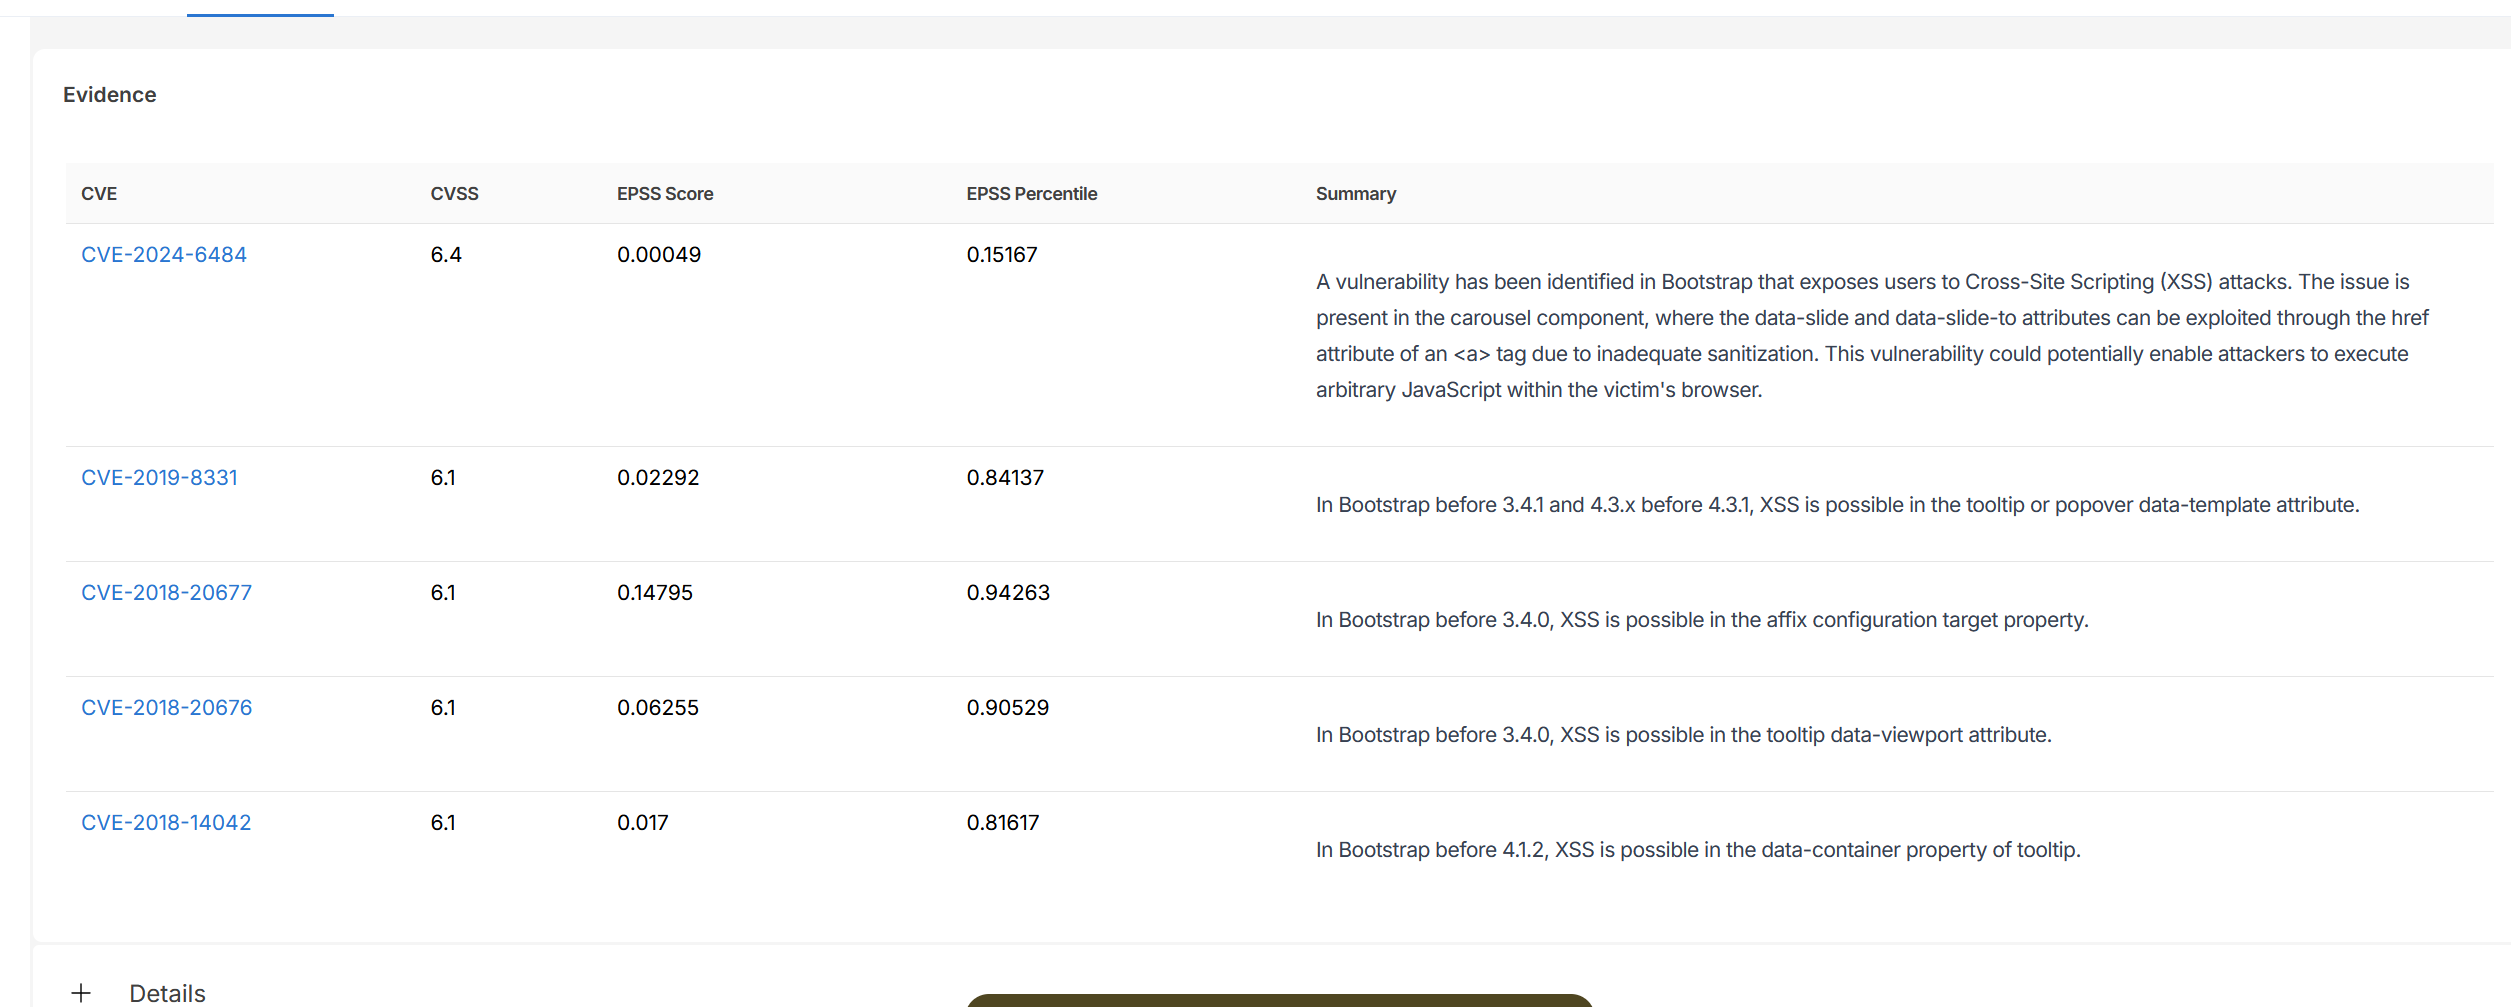 Evidence
CVE CVSS EPSS Score EPSS Percentile Summary
CVE-2024-6484 6.4 0.00049 0.15167
A vulnerability has been identified in Bootstrap that exposes users to Cross-Site Scripting (XSS) attacks. The issue is
present in the carousel component, where the data-slide and data-slide-to attributes can be exploited through the href
attribute of an <a> tag due to inadequate sanitization. This vulnerability could potentially enable attackers to execute
arbitrary JavaScript within the victim's browser.
CVE-2019-8331 6.1 0.02292 0.84137
In Bootstrap before 3.4.1 and 4.3.x before 4.3.1, XSS is possible in the tooltip or popover data-template attribute.
CVE-2018-20677 6.1 0.14795 0.94263
In Bootstrap before 3.4.0, XSS is possible in the affix configuration target property.
CVE-2018-20676 6.1 0.06255 0.90529
In Bootstrap before 3.4.0, XSS is possible in the tooltip data-viewport attribute.
CVE-2018-14042 6.1 0.017 0.81617
In Bootstrap before 4.1.2, XSS is possible in the data-container property of tooltip.
+ Details